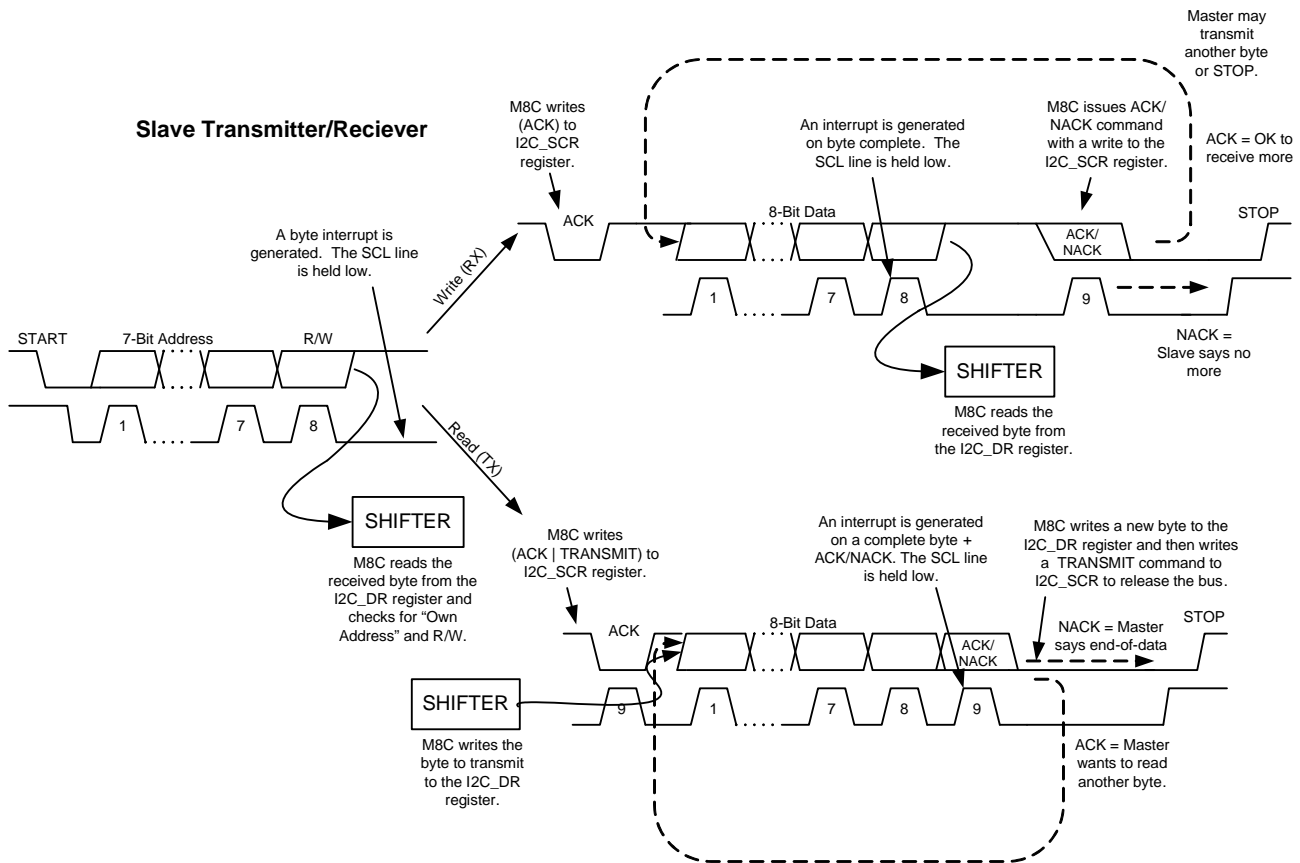 Master may
transmit
another byte
or STOP.
Slave Transmitter/Reciever
M8C writes
(ACK) to
I2C_SCR
register.
An interrupt is generated
on byte complete. The
SCL line is held low.
M8C issues ACK/
NACK command
with a write to the
I2C_SCR register.
ACK = OK to
receive more
A byte interrupt is
generated. The SCL line
is held low.
Write (RX)
ACK
8-Bit Data
ACK/
NACK
STOP
1
7
8
9
NACK =
Slave says no
more
SHIFTER
M8C reads the
received byte from
the I2C_DR register.
START
7-Bit Address
R/W
1
7
8
Read (TX)
SHIFTER
M8C reads the
received byte from the
I2C_DR register and
checks for “Own
Address” and R/W.
M8C writes
(ACK | TRANSMIT) to
I2C_SCR register.
An interrupt is generated
on a complete byte +
ACK/NACK. The SCL line
is held low.
M8C writes a new byte to the
I2C_DR register and then writes
a TRANSMIT command to
I2C_SCR to release the bus.
ACK
8-Bit Data
ACK/
NACK
NACK = Master
says end-of-data
STOP
SHIFTER
9
1
7
8
9
M8C writes the
byte to transmit
to the I2C_DR
register.
ACK = Master
wants to read
another byte.